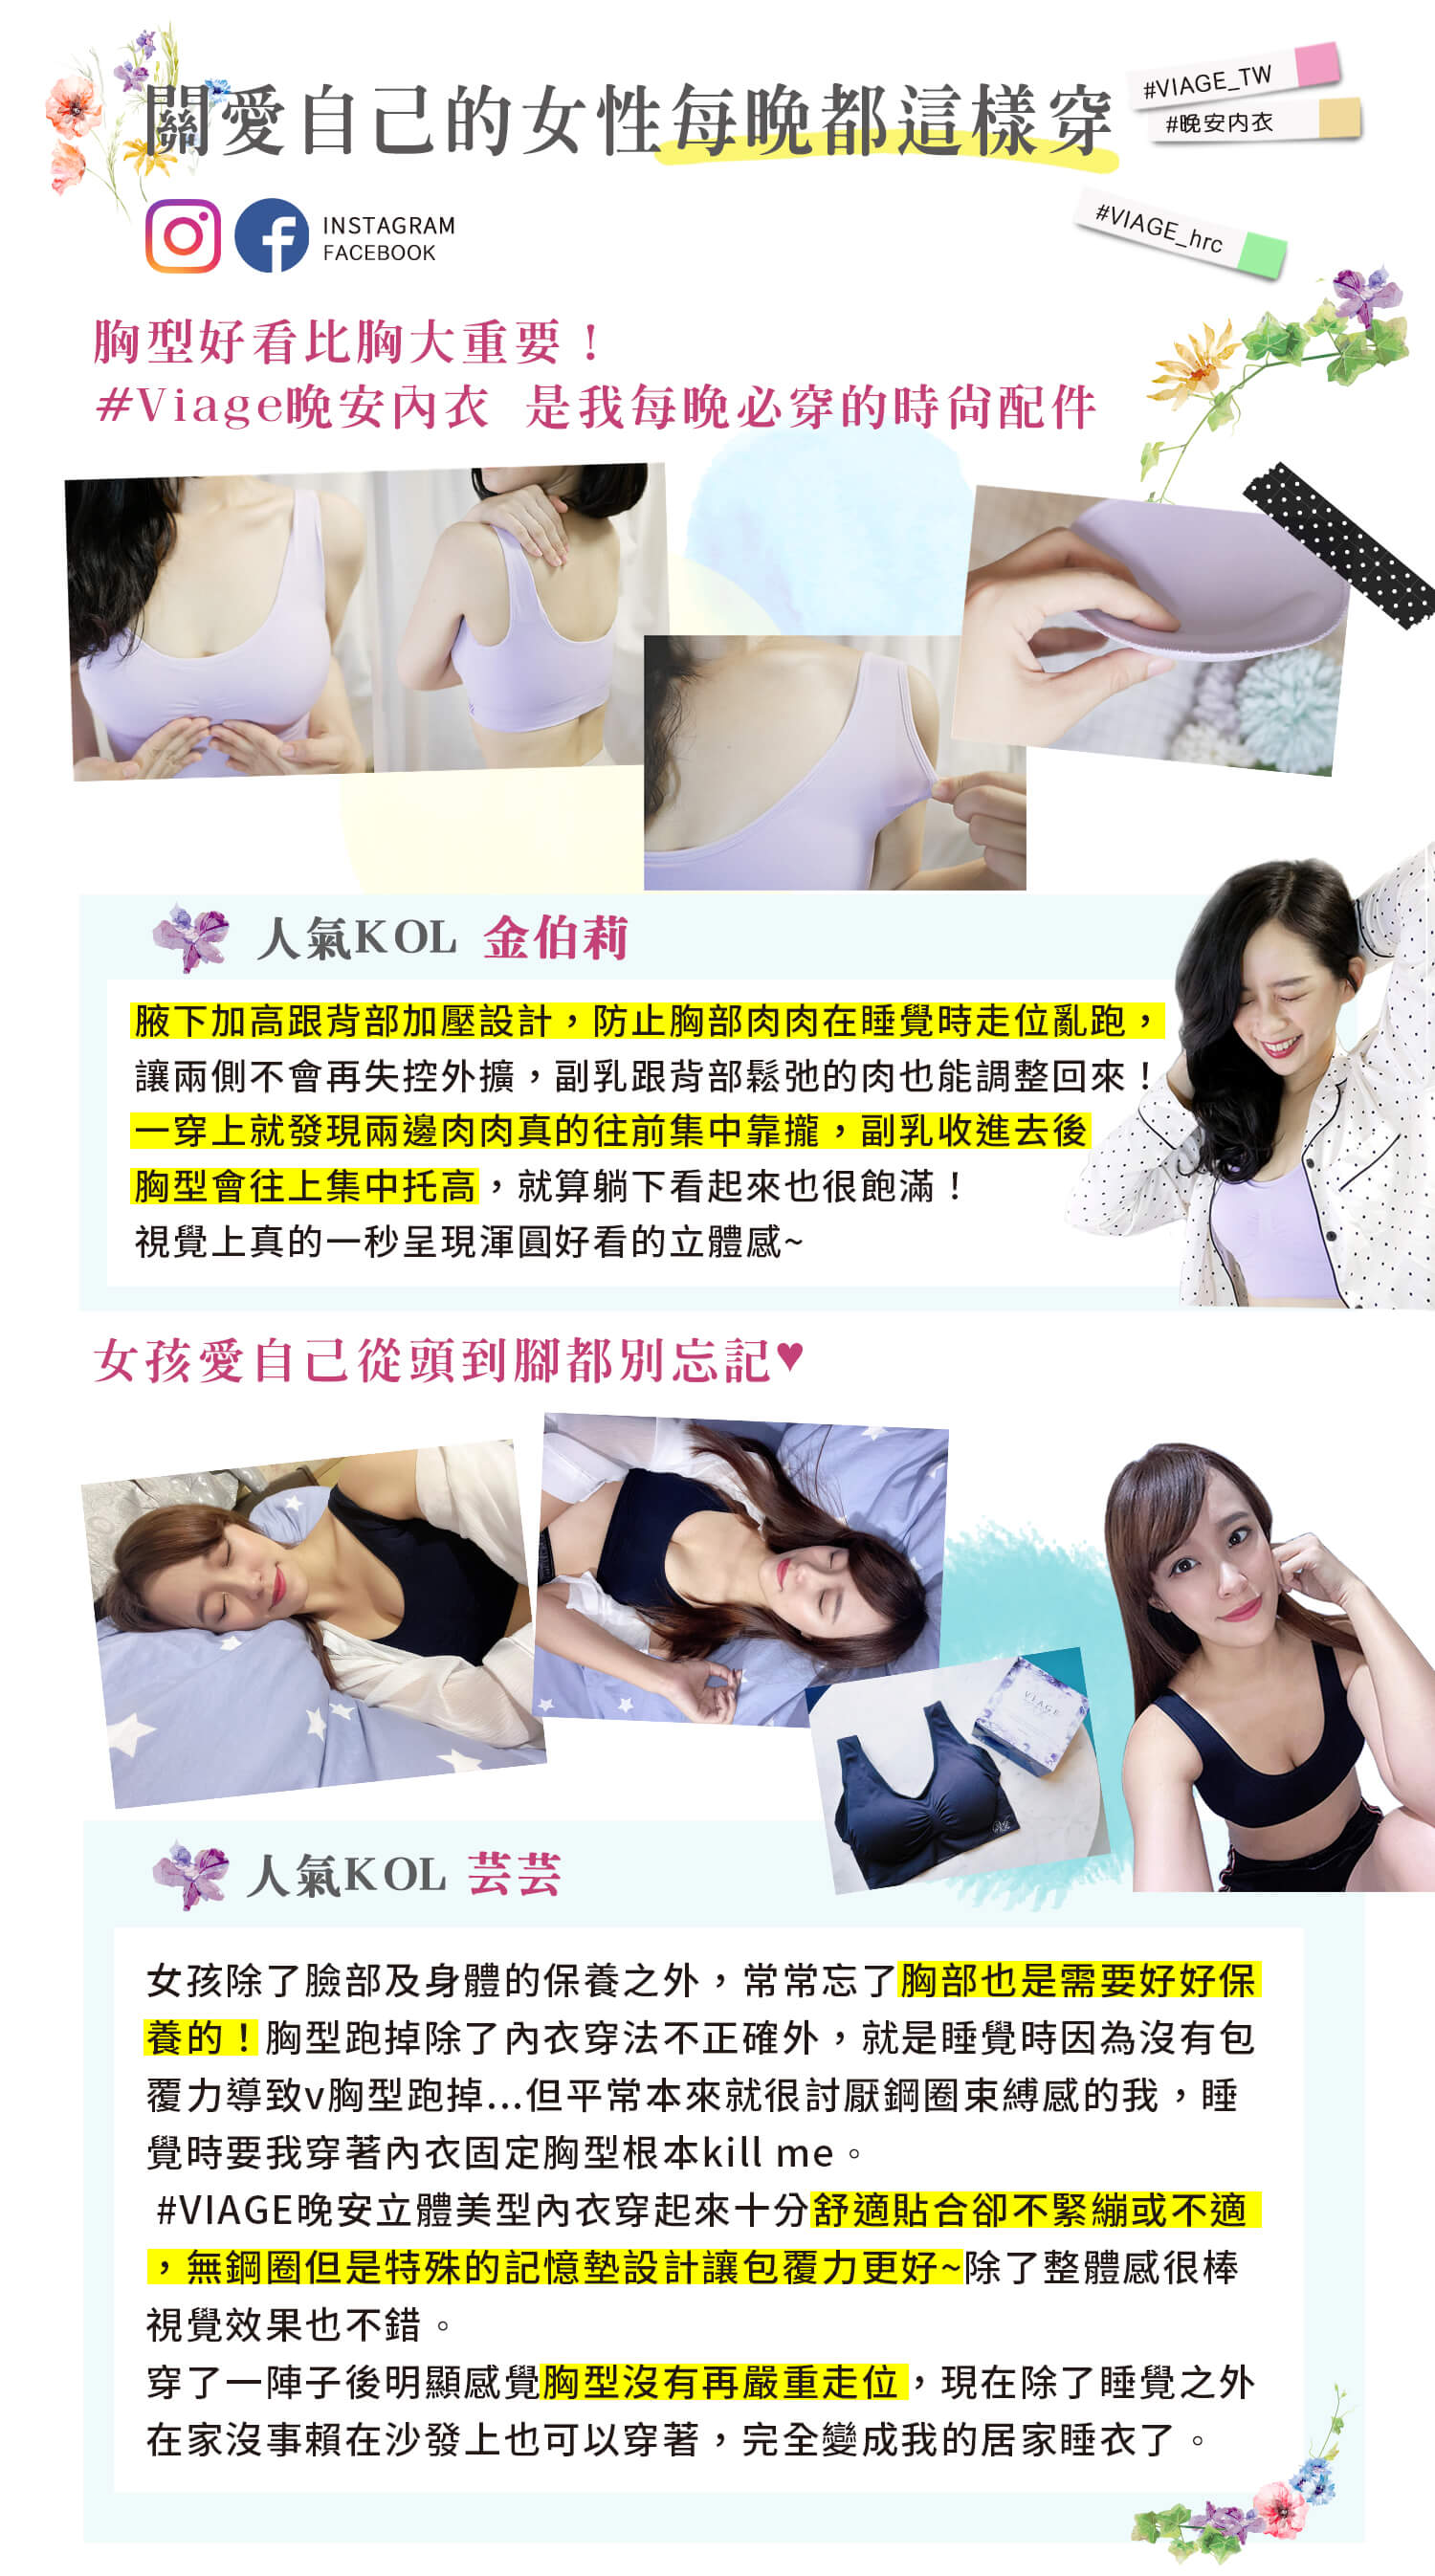 關愛自己的女性每晚都這樣穿
#VIAGE_TW
#晚安內衣
#VIAGE_hrc
INSTAGRAM
FACEBOOK
胸型好看比胸大重要！
#Viage晚安內衣 是我每晚必穿的時尚配件
人氣KOL 金伯莉
腋下加高跟背部加壓設計，防止胸部肉肉在睡覺時走位亂跑，
讓兩側不會再失控外擴，副乳跟背部鬆弛的肉也能調整回來！
一穿上就發現兩邊肉肉真的往前集中靠攏，副乳收進去後
胸型會往上集中托高，就算躺下看起來也很飽滿！
視覺上真的一秒呈現渾圓好看的立體感~
女孩愛自己從頭到腳都別忘記♥
VIAGE
人氣KOL 芸芸
女孩除了臉部及身體的保養之外，常常忘了胸部也是需要好好保
養的！胸型跑掉除了內衣穿法不正確外，就是睡覺時因為沒有包
覆力導致v胸型跑掉...但平常本來就很討厭鋼圈束縛感的我，睡
覺時要我穿著內衣固定胸型根本kill me。
#VIAGE晚安立體美型內衣穿起來十分舒適貼合卻不緊繃或不適
，無鋼圈但是特殊的記憶墊設計讓包覆力更好~除了整體感很棒
視覺效果也不錯。
穿了一陣子後明顯感覺胸型沒有再嚴重走位，現在除了睡覺之外
在家沒事賴在沙發上也可以穿著，完全變成我的居家睡衣了。